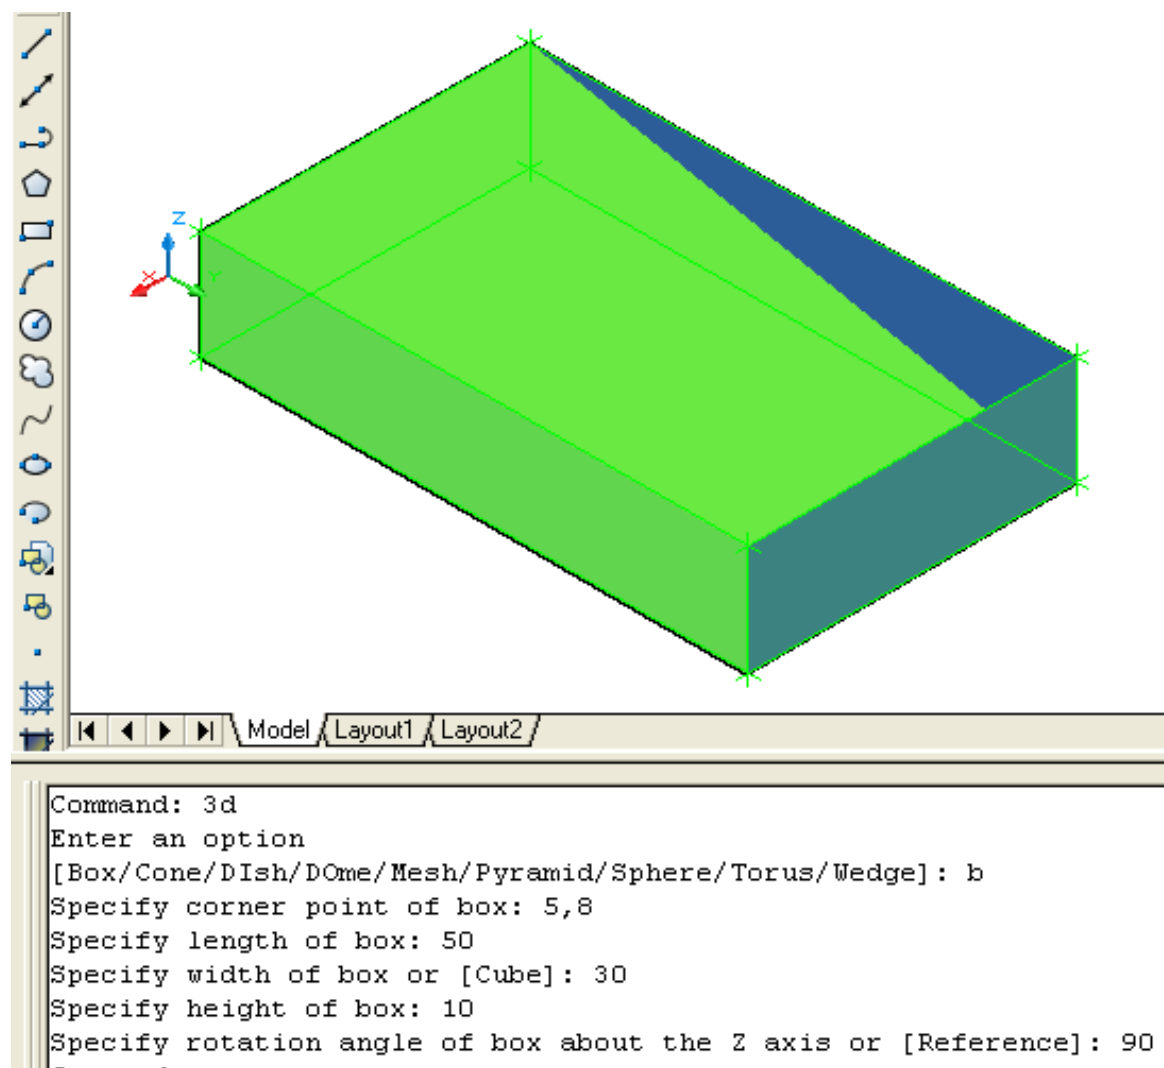 Z
X
Y
Model
Layout1
Layout2
Command: 3d
Enter an option
[Box/Cone/DIsh/DOme/Mesh/Pyramid/Sphere/Torus/Wedge]: b
Specify corner point of box: 5,8
Specify length of box: 50
Specify width of box or [Cube]: 30
Specify height of box: 10
Specify rotation angle of box about the Z axis or [Reference]: 90